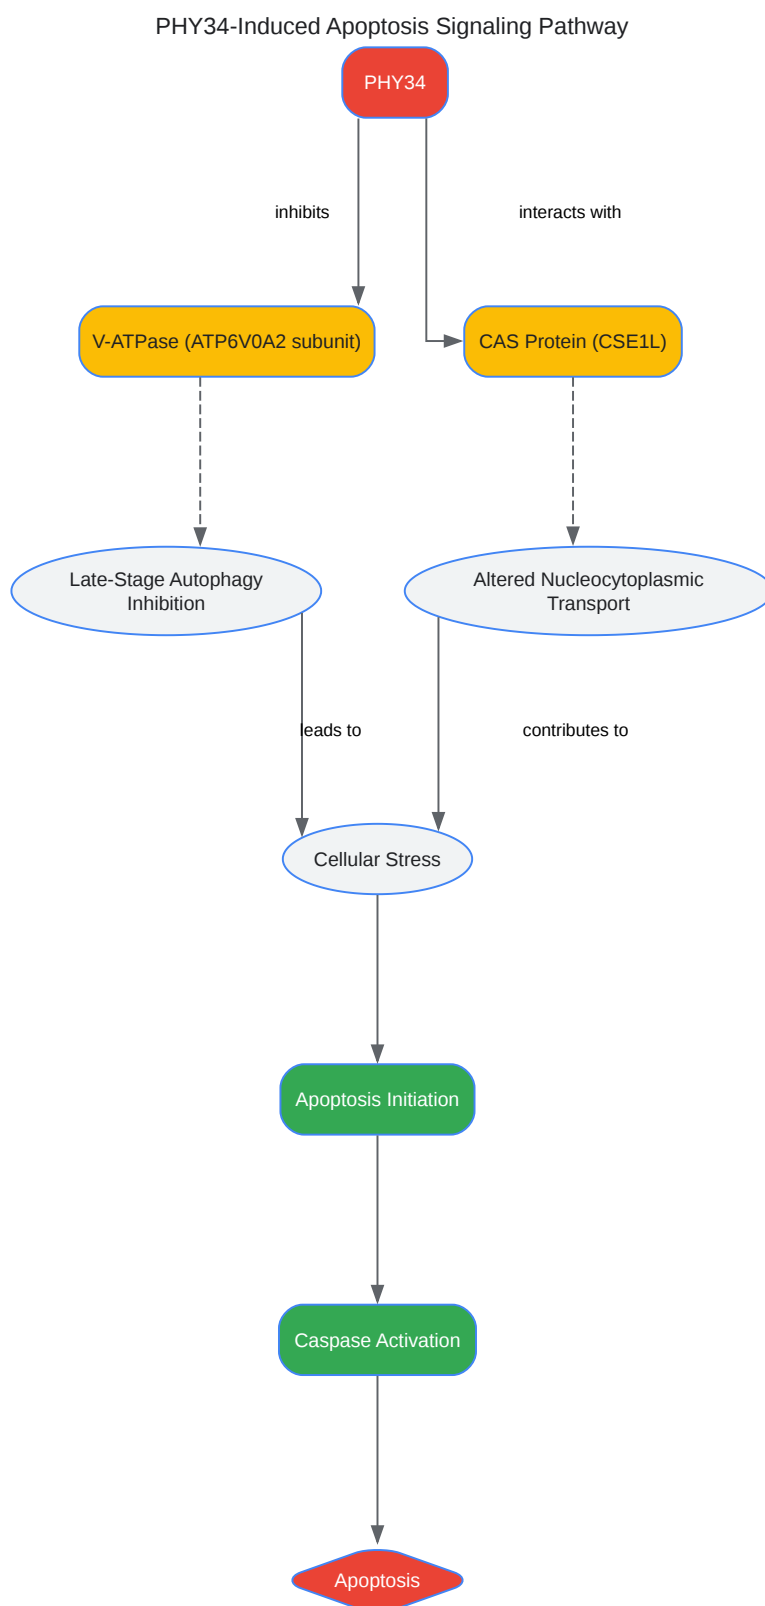 PHY34-Induced Apoptosis Signaling Pathway
PHY34
inhibits
interacts with
V-ATPase (ATP6V0A2 subunit)
CAS Protein (CSE1L)
Late-Stage Autophagy
Inhibition
Altered Nucleocytoplasmic
Transport
leads to
contributes to
Cellular Stress
Apoptosis Initiation
Caspase Activation
Apoptosis